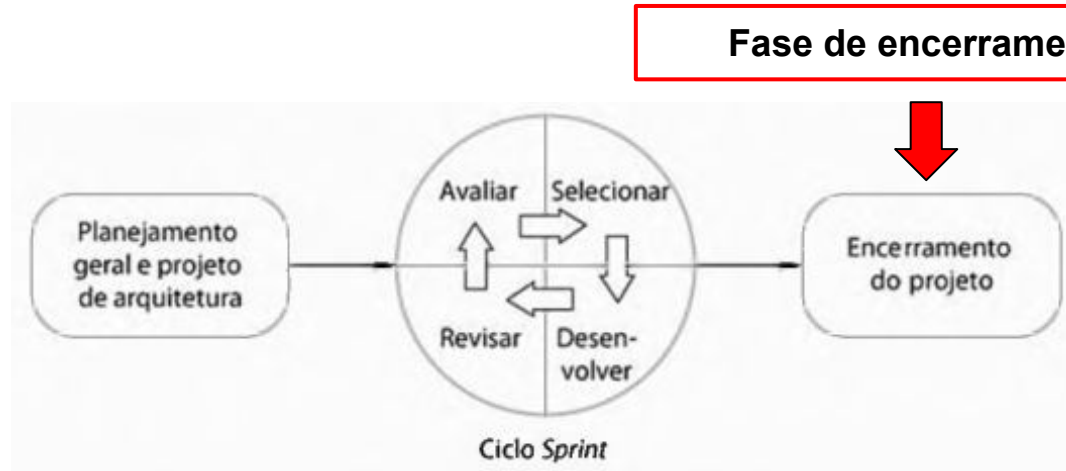 Fase de encerrame
Avaliar
Selecionar
Planejamento
geral e projeto
de arquitetura
Encerramento
do projeto
Revisar
Desen-
volver
Ciclo Sprint